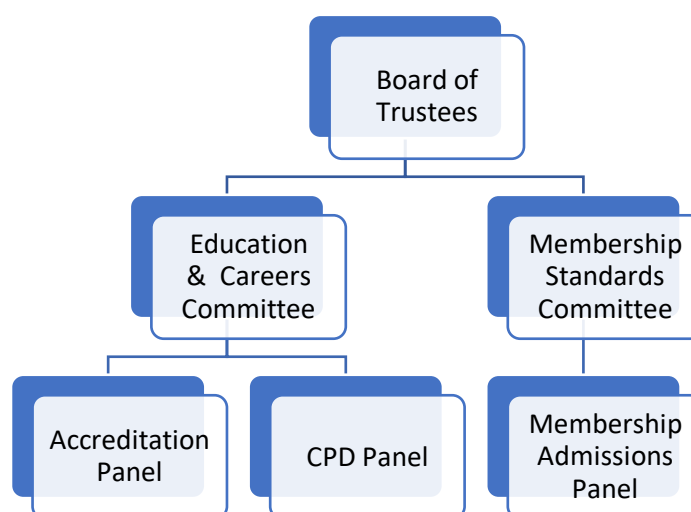 Board of
Trustees
Education
&  Careers
Committee
Membership
Standards
Committee
Accreditation
Panel
CPD Panel
Membership
Admissions
Panel